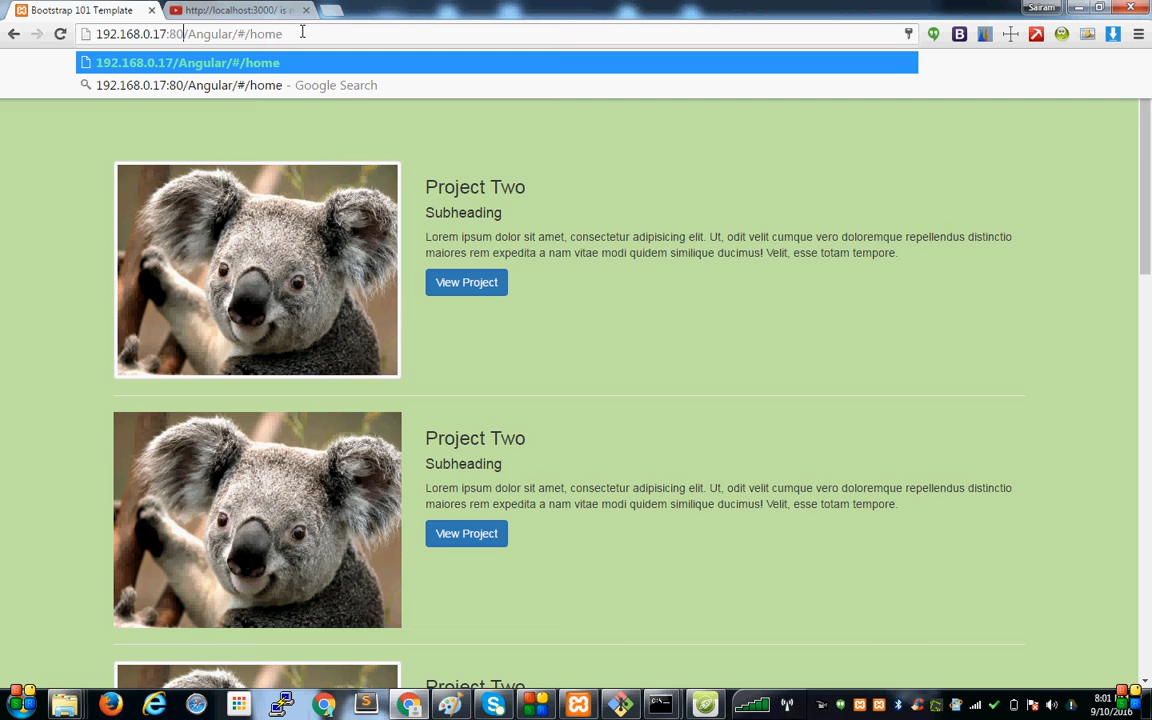 Bootstrap 101 Template
http://localhost:3000/ is
Sairam
192.168.0.17:80/Angular/#/home
192.168.0.17/Angular/#/home
192.168.0.17:80/Angular/#/home - Google Search
Project Two
Subheading
Lorem ipsum dolor sit amet, consectetur adipisicing elit. Ut, odit velit cumque vero doloremque repellendus distinctio
maiores rem expedita a nam vitae modi quidem similique ducimus! Velit, esse totam tempore.
View Project
Project Two
Subheading
Lorem ipsum dolor sit amet, consectetur adipisicing elit. Ut, odit velit cumque vero doloremque repellendus distinctio
maiores rem expedita a nam vitae modi quidem similique ducimus! Velit, esse totam tempore.
View Project
Project Two
8:01
9/10/2016